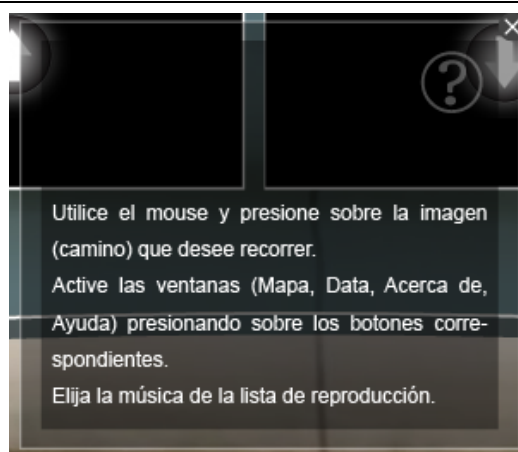 ?
Utilice el mouse y presione sobre la imagen
(camino) que desee recorrer.
Active las ventanas (Mapa, Data, Acerca de,
Ayuda) presionando sobre los botones corre-
spondientes.
Elija la música de la lista de reproducción.